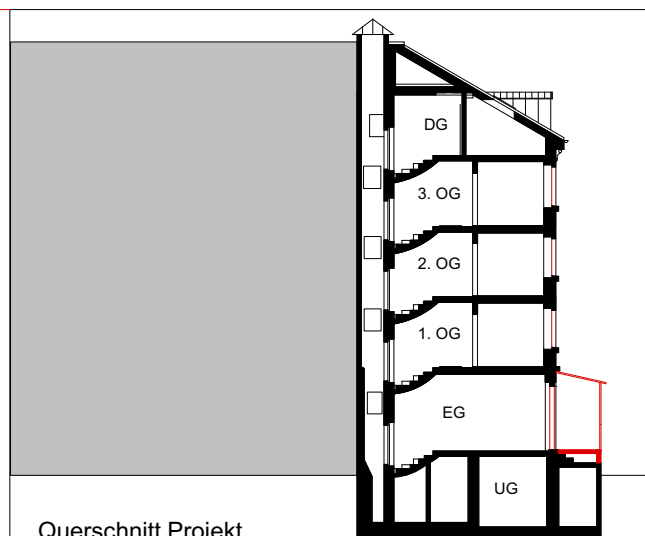 DG
3. OG
2. OG
1. OG
EG
UG
Querschnitt Projekt